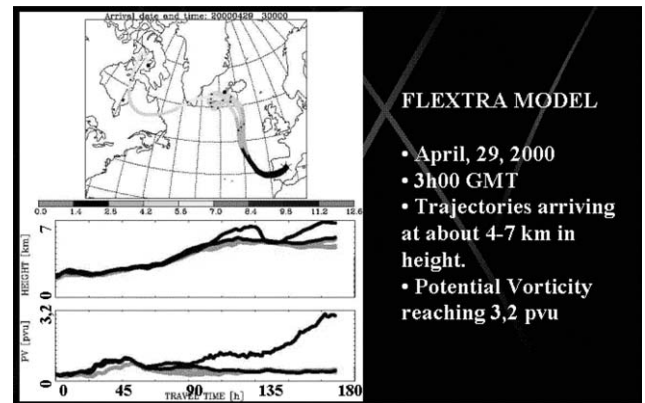 Arrival date and time: 20000429 30000
0.0 1.4 2.8 4.2 5.6 7.0 8.4 9.8 11.2 12.6
7
HEIGHT [km]
0
3,2
PV [pvu]
0
0 45 90 135 180
TRAVEL TIME [h]
FLEXTRA MODEL
• April, 29, 2000
• 3h00 GMT
• Trajectories arriving
at about 4-7 km in
height.
• Potential Vorticity
reaching 3,2 pvu